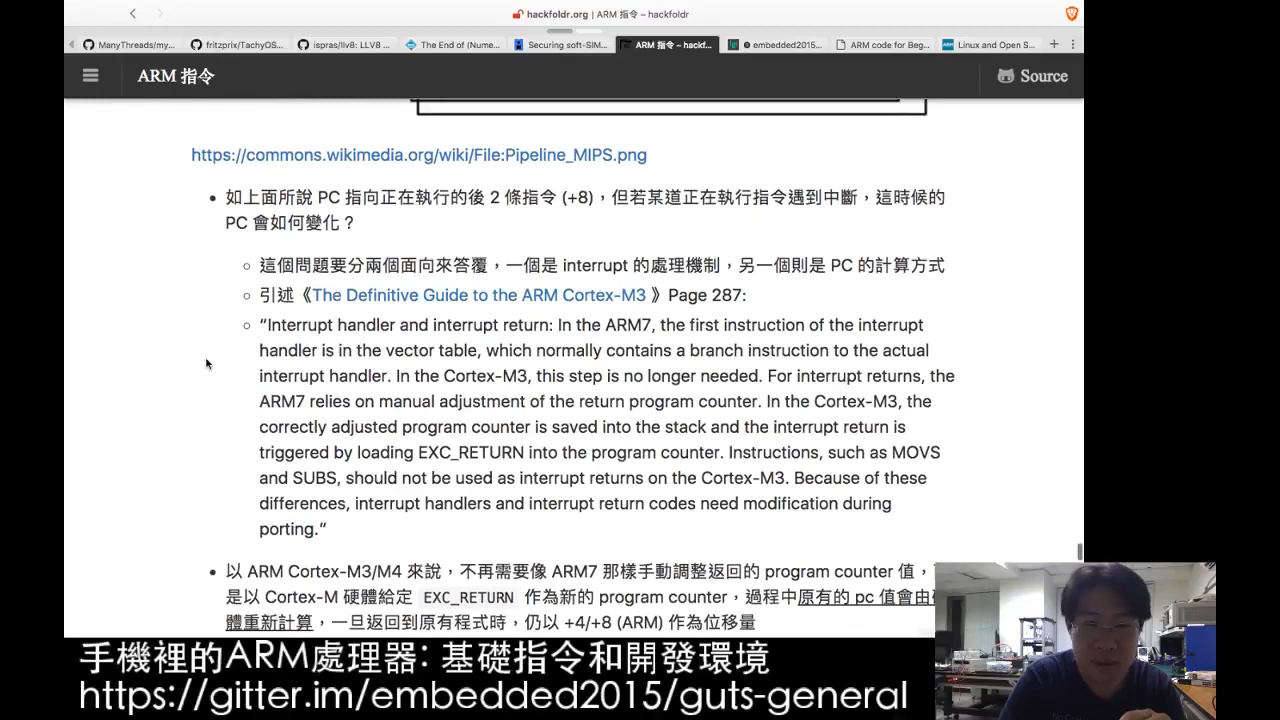 hackfoldr.org | ARM 指令 – hackfoldr
ManyThreads/my... fritzprix/TachyOS... ispras/llv8: LLV8 ... The End of (Nume... Securing soft-SIM... ARM 指令 – hackf... embedded2015... ARM code for Beg... Linux and Open S...
ARM 指令 Source
https://commons.wikimedia.org/wiki/File:Pipeline_MIPS.png
如上面所說 PC 指向正在執行的後 2 條指令 (+8)，但若某道正在執行指令遇到中斷，這時候的
PC 會如何變化？
這個問題要分兩個面向來答覆，一個是 interrupt 的處理機制，另一個則是 PC 的計算方式
引述《The Definitive Guide to the ARM Cortex-M3 》Page 287:
“Interrupt handler and interrupt return: In the ARM7, the first instruction of the interrupt
handler is in the vector table, which normally contains a branch instruction to the actual
interrupt handler. In the Cortex-M3, this step is no longer needed. For interrupt returns, the
ARM7 relies on manual adjustment of the return program counter. In the Cortex-M3, the
correctly adjusted program counter is saved into the stack and the interrupt return is
triggered by loading EXC_RETURN into the program counter. Instructions, such as MOVS
and SUBS, should not be used as interrupt returns on the Cortex-M3. Because of these
differences, interrupt handlers and interrupt return codes need modification during
porting.“
以 ARM Cortex-M3/M4 來說，不再需要像 ARM7 那樣手動調整返回的 program counter 值，
是以 Cortex-M 硬體給定 EXC_RETURN 作為新的 program counter，過程中原有的 pc 值會由
體重新計算，一旦返回到原有程式時，仍以 +4/+8 (ARM) 作為位移量
手機裡的ARM處理器: 基礎指令和開發環境
https://gitter.im/embedded2015/guts-general